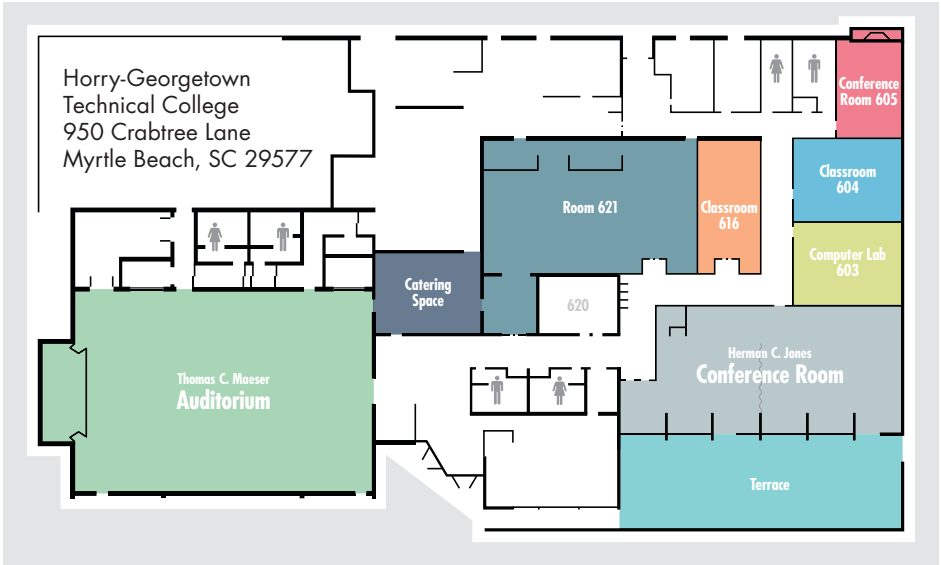 Horry-Georgetown
Technical College
950 Crabtree Lane
Myrtle Beach, SC 29577
Conference
Room 605
Classroom
604
Room 621
Classroom
616
Computer Lab
603
Catering
Space
620
Herman C. Jones
Conference Room
Thomas C. Maeser
Auditorium
Terrace